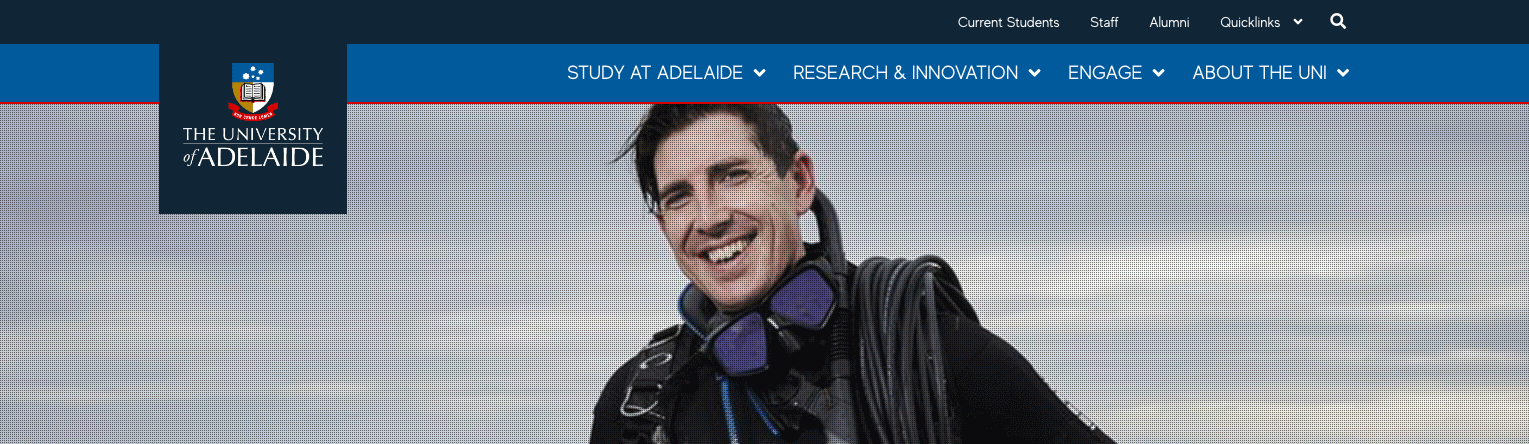 Current Students Staff Alumni Quicklinks
STUDY AT ADELAIDE RESEARCH & INNOVATION ENGAGE ABOUT THE UNI
THE UNIVERSITY
of ADELAIDE